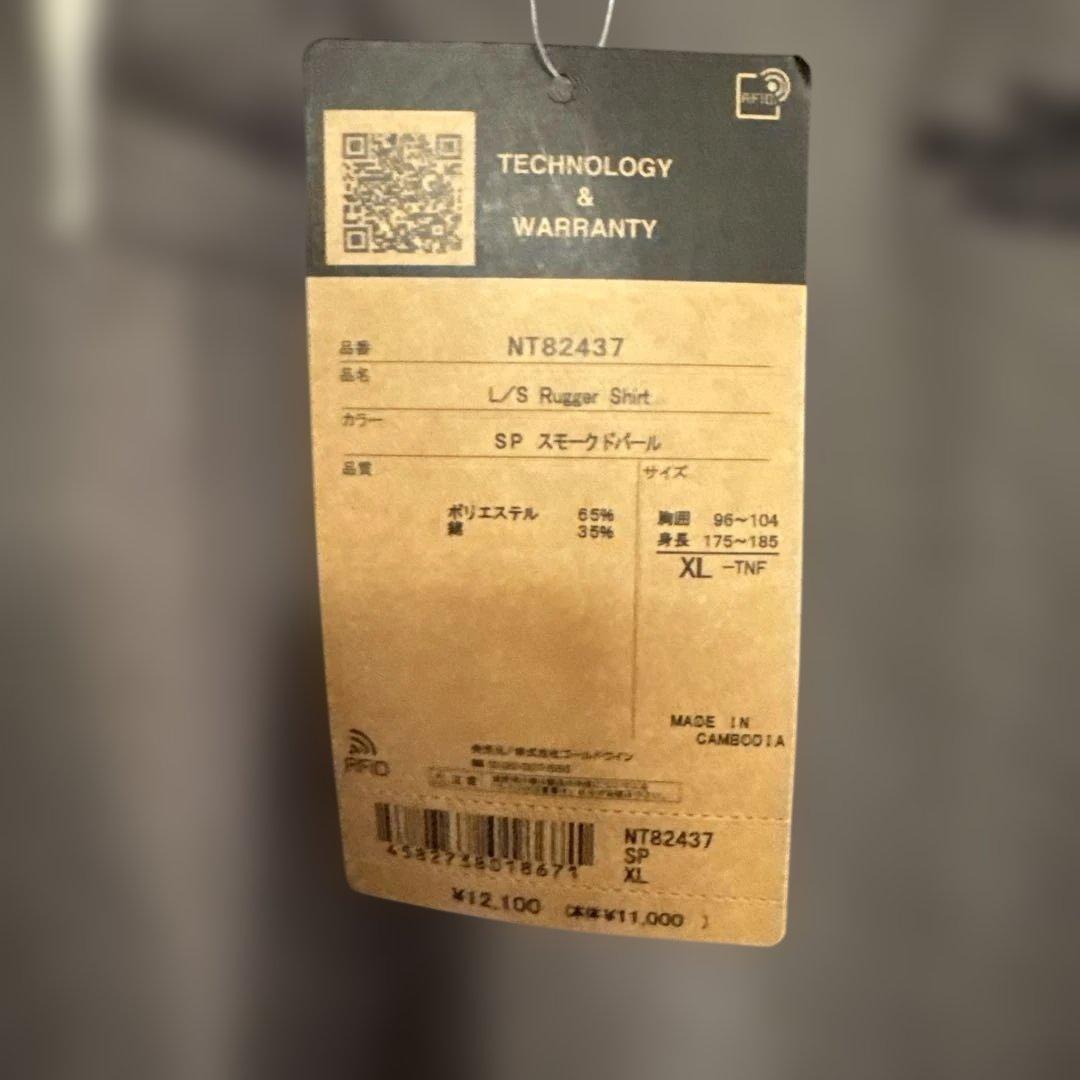 RFID
TECHNOLOGY
&
WARRANTY
品番 NT82437
品名
L/S Rugger Shirt
カラー
SP スモークドパール
品質
サイズ
ポリエステル 65%
綿 35%
胸囲 96~104
身長 175~185
XL -TNF
MADE IN
CAMBODIA
RFID
発売元/株式会社ゴールドウイン
4582738018671
NT82437
SP
XL
¥12,100 (本体¥11,000 )